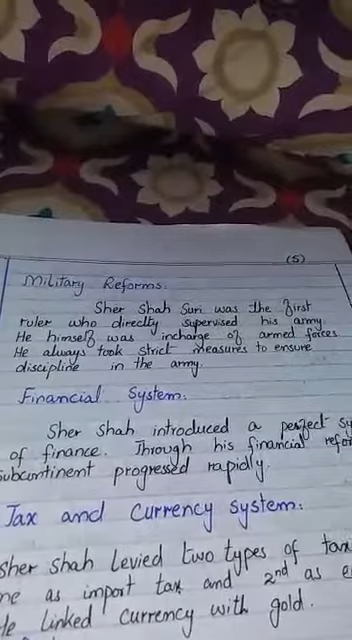 (5)
Military Reforms:
Sher Shah Suri was the first
ruler who directly supervised his army.
He himself was incharge of armed forces
He always took strict measures to ensure
discipline in the army.
Financial System:
Sher Shah introduced a perfect
of finance. Through his financial
subcontinent progressed rapidly.
Tax and Currency System:
Sher Shah levied two types of
as import tax and 2nd as
He linked currency with gold.